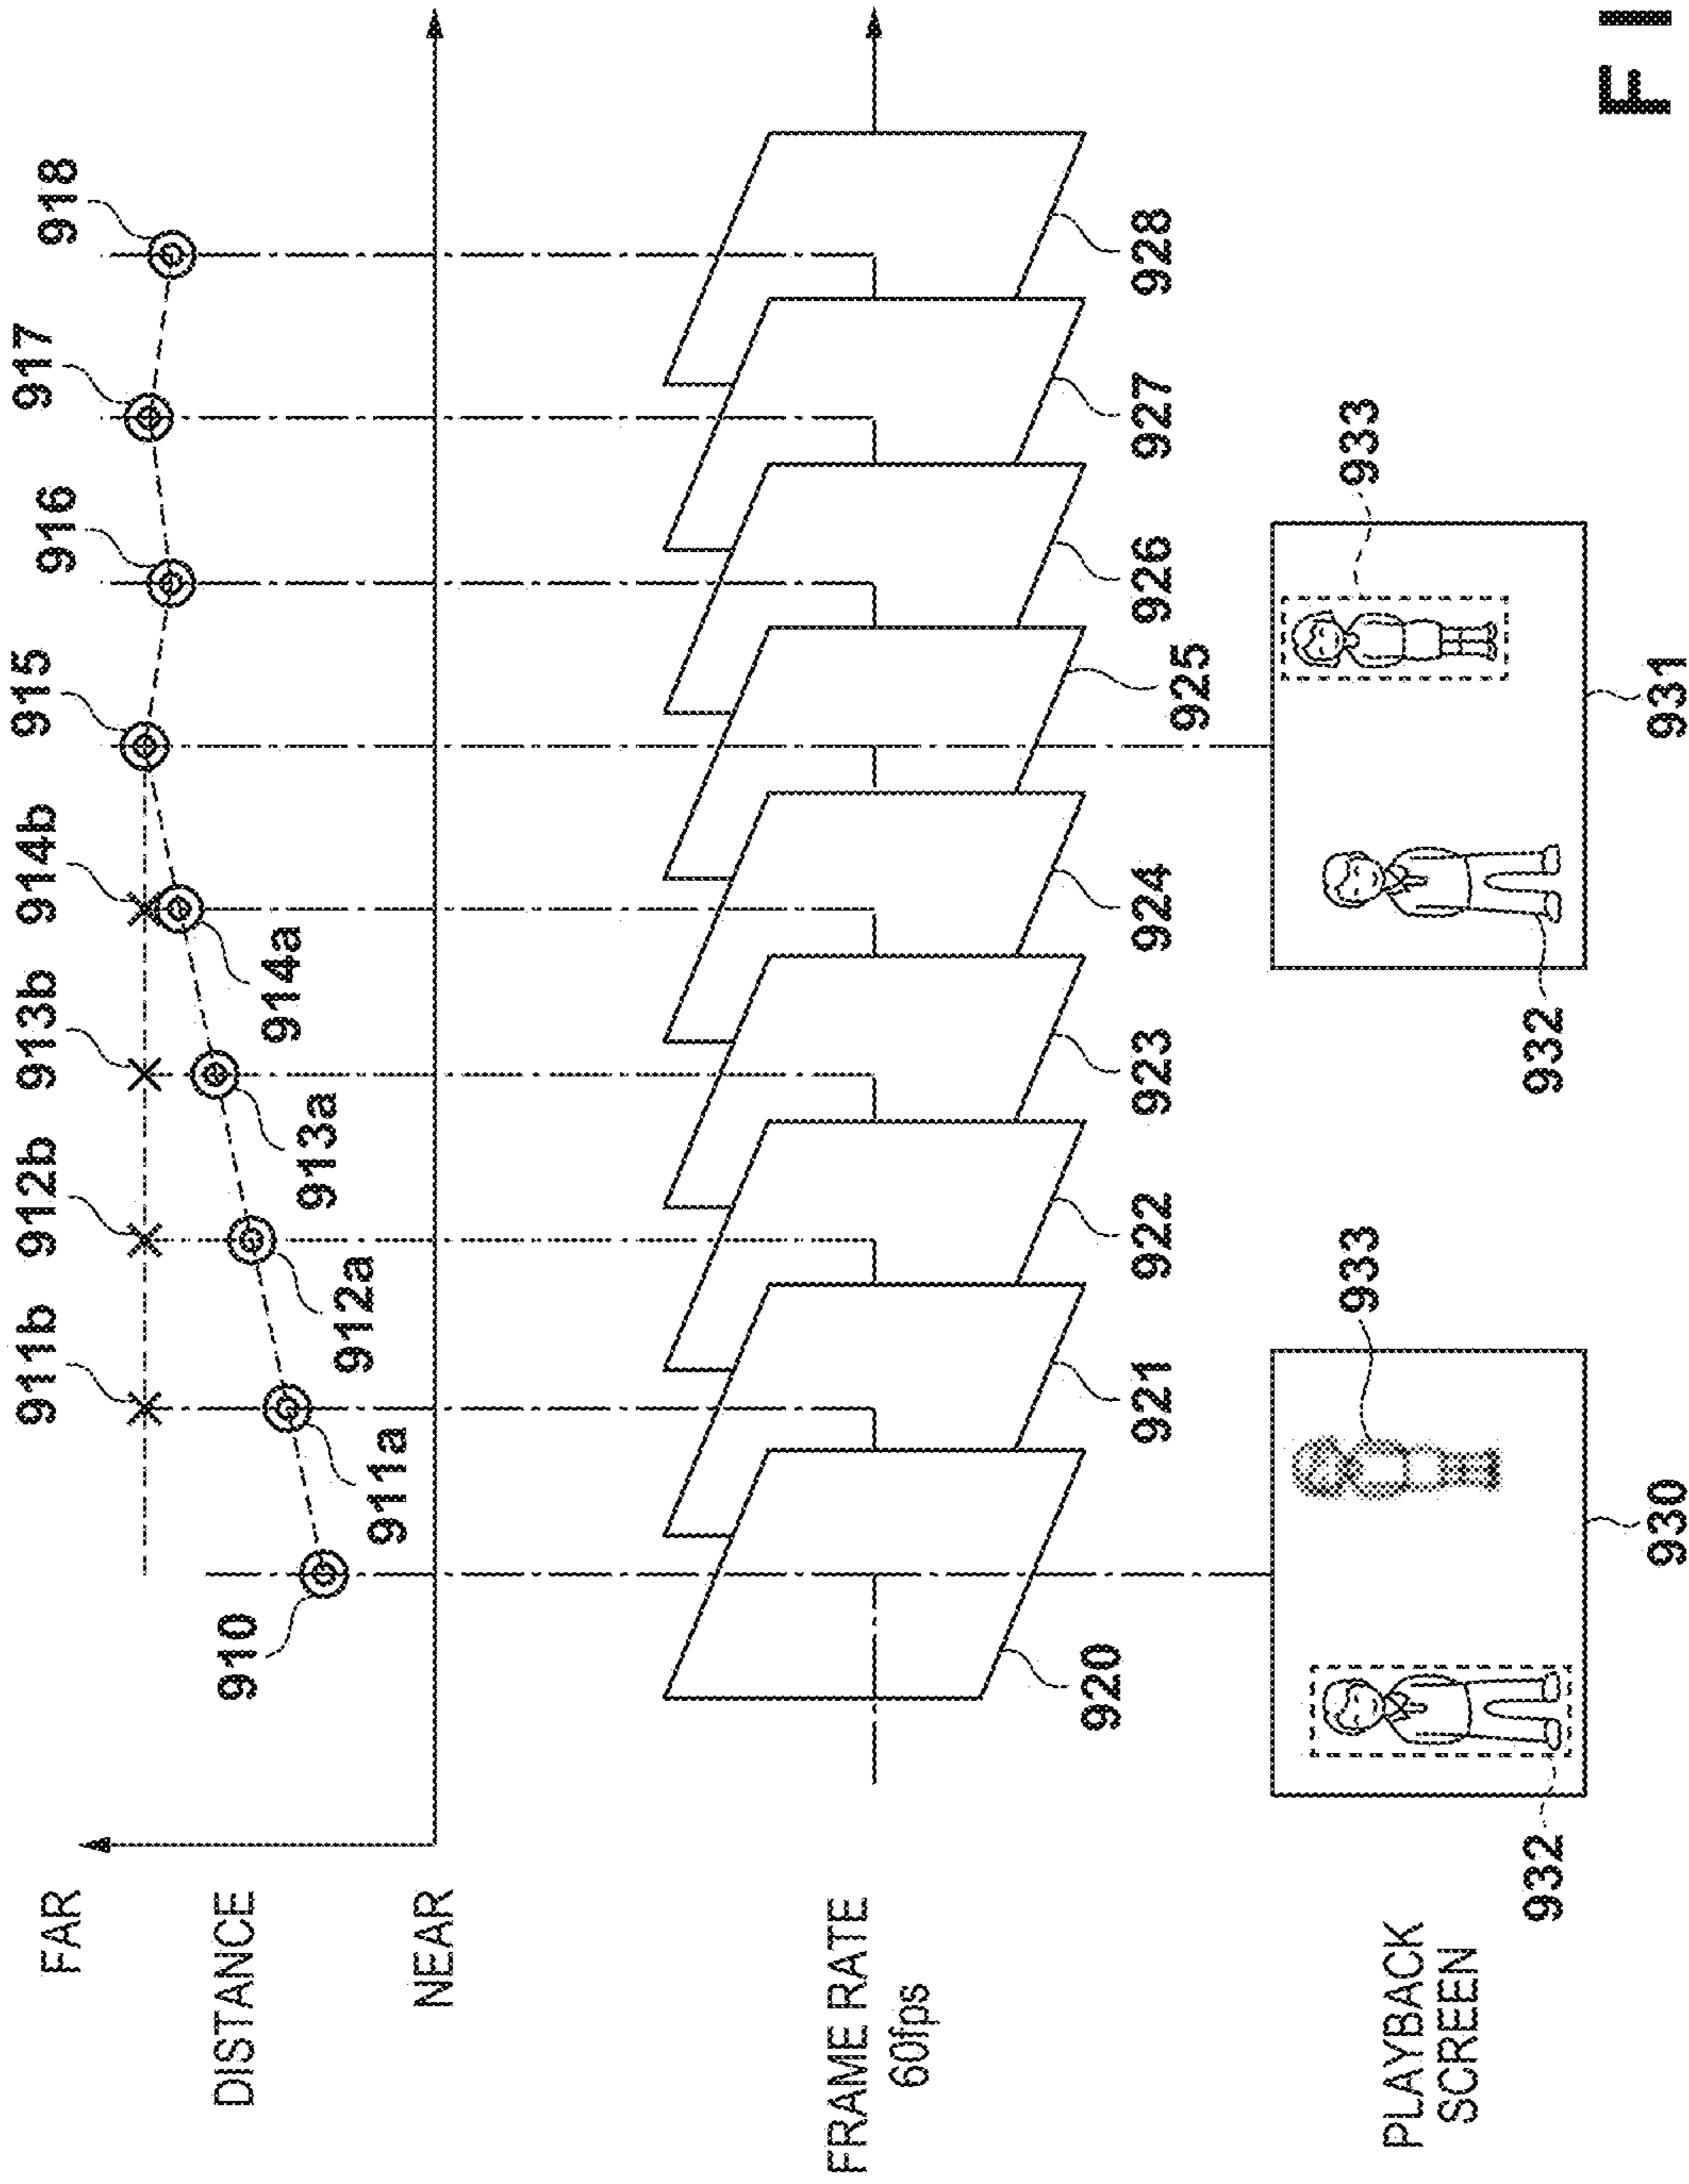 FAR
DISTANCE
NEAR
910
911a
911b
912a
912b
913a
913b
914a
914b
915
916
917
918
FRAME RATE
60fps
920
921
922
923
924
925
926
927
928
PLAYBACK
SCREEN
932
933
930
932
933
931
FI